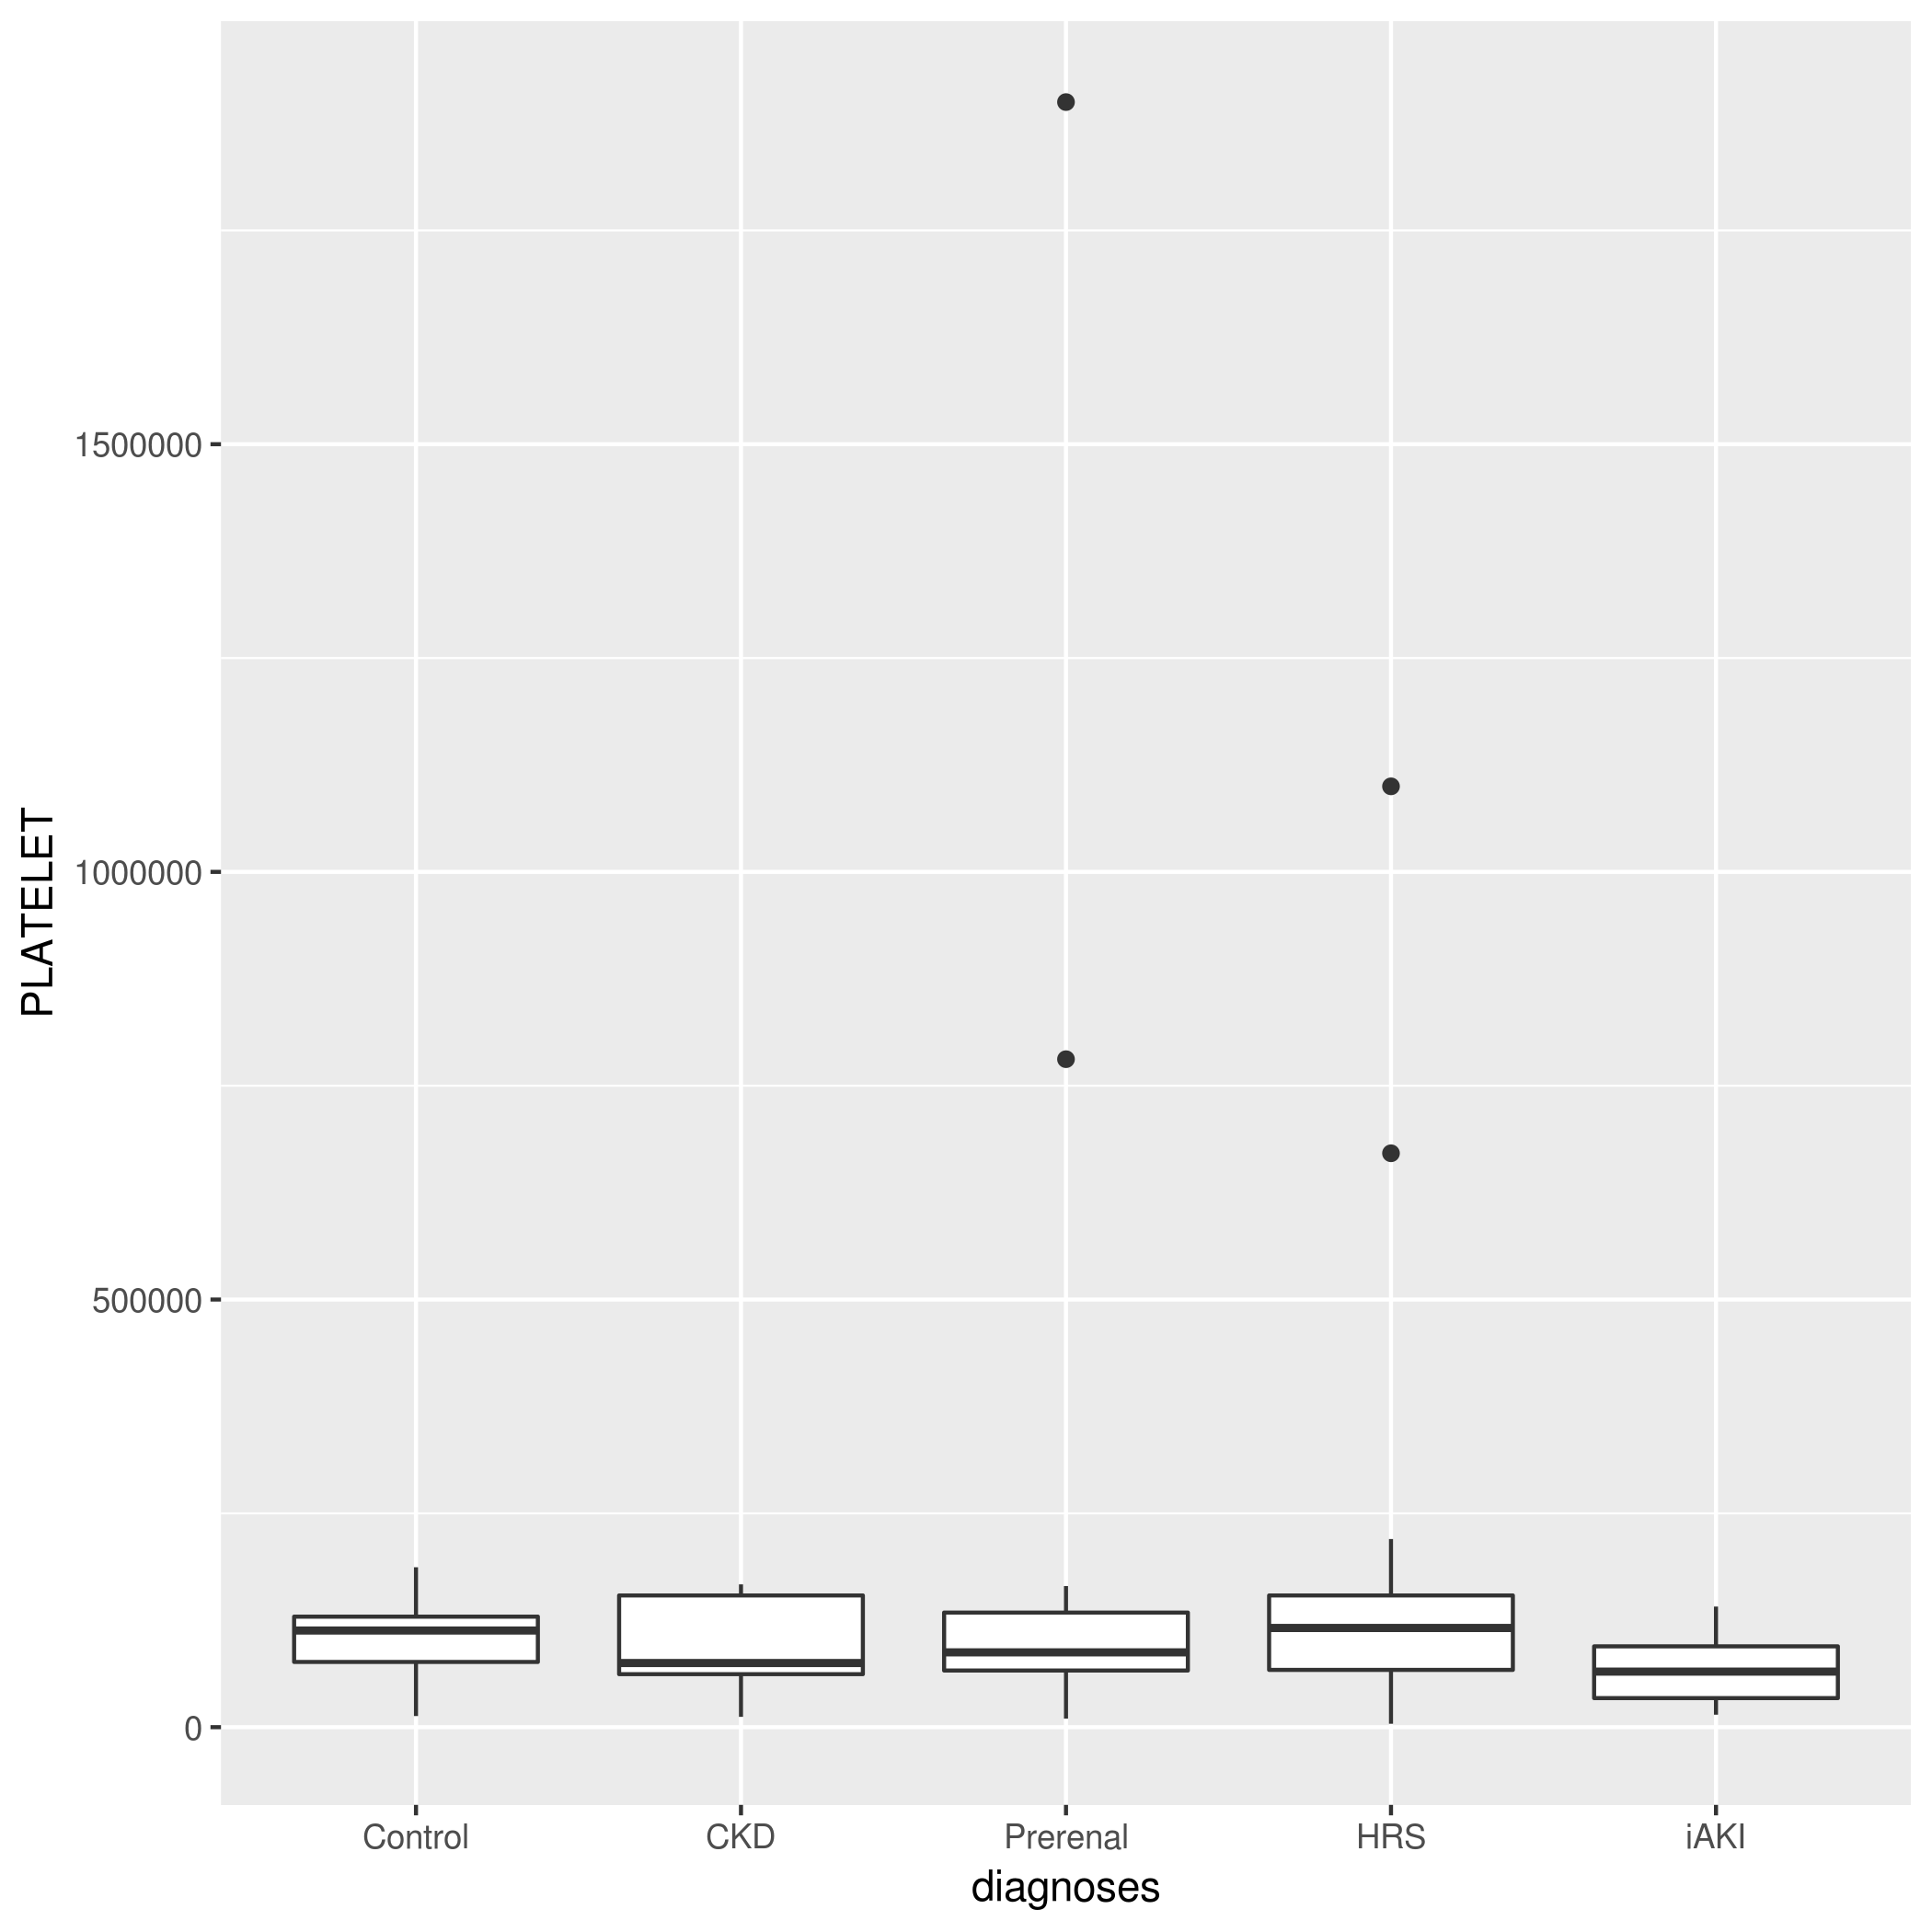 PLATELET
1500000
1000000
500000
0
Control CKD Prerenal HRS iAKI
diagnoses